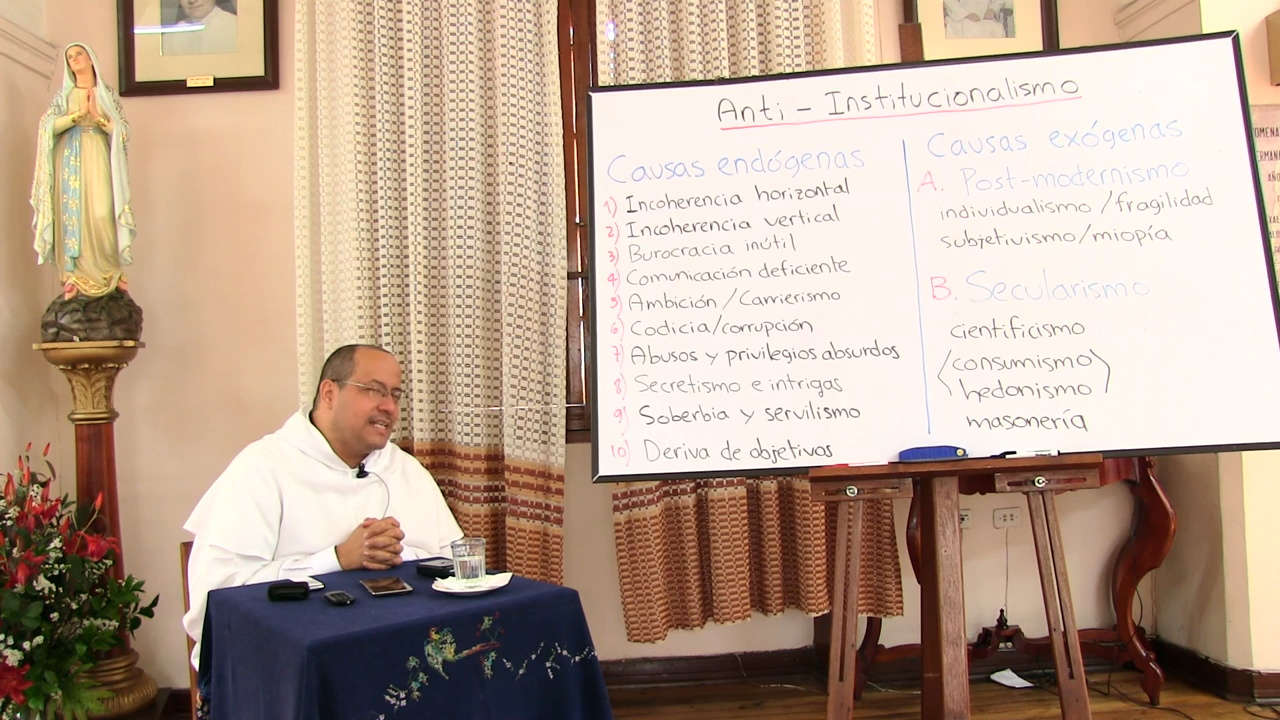 Anti - Institucionalismo
Causas endógenas
1) Incoherencia horizontal
2) Incoherencia vertical
3) Burocracia inútil
4) Comunicación deficiente
5) Ambición / Carrierismo
6) Codicia/corrupción
7) Abusos y privilegios absurdos
8) Secretismo e intrigas
9) Soberbia y servilismo
10) Deriva de objetivos
Causas exógenas
A. Post-modernismo
individualismo / fragilidad
subjetivismo/miopía
B. Secularismo
cientificismo
(consumismo)
hedonismo
masonería